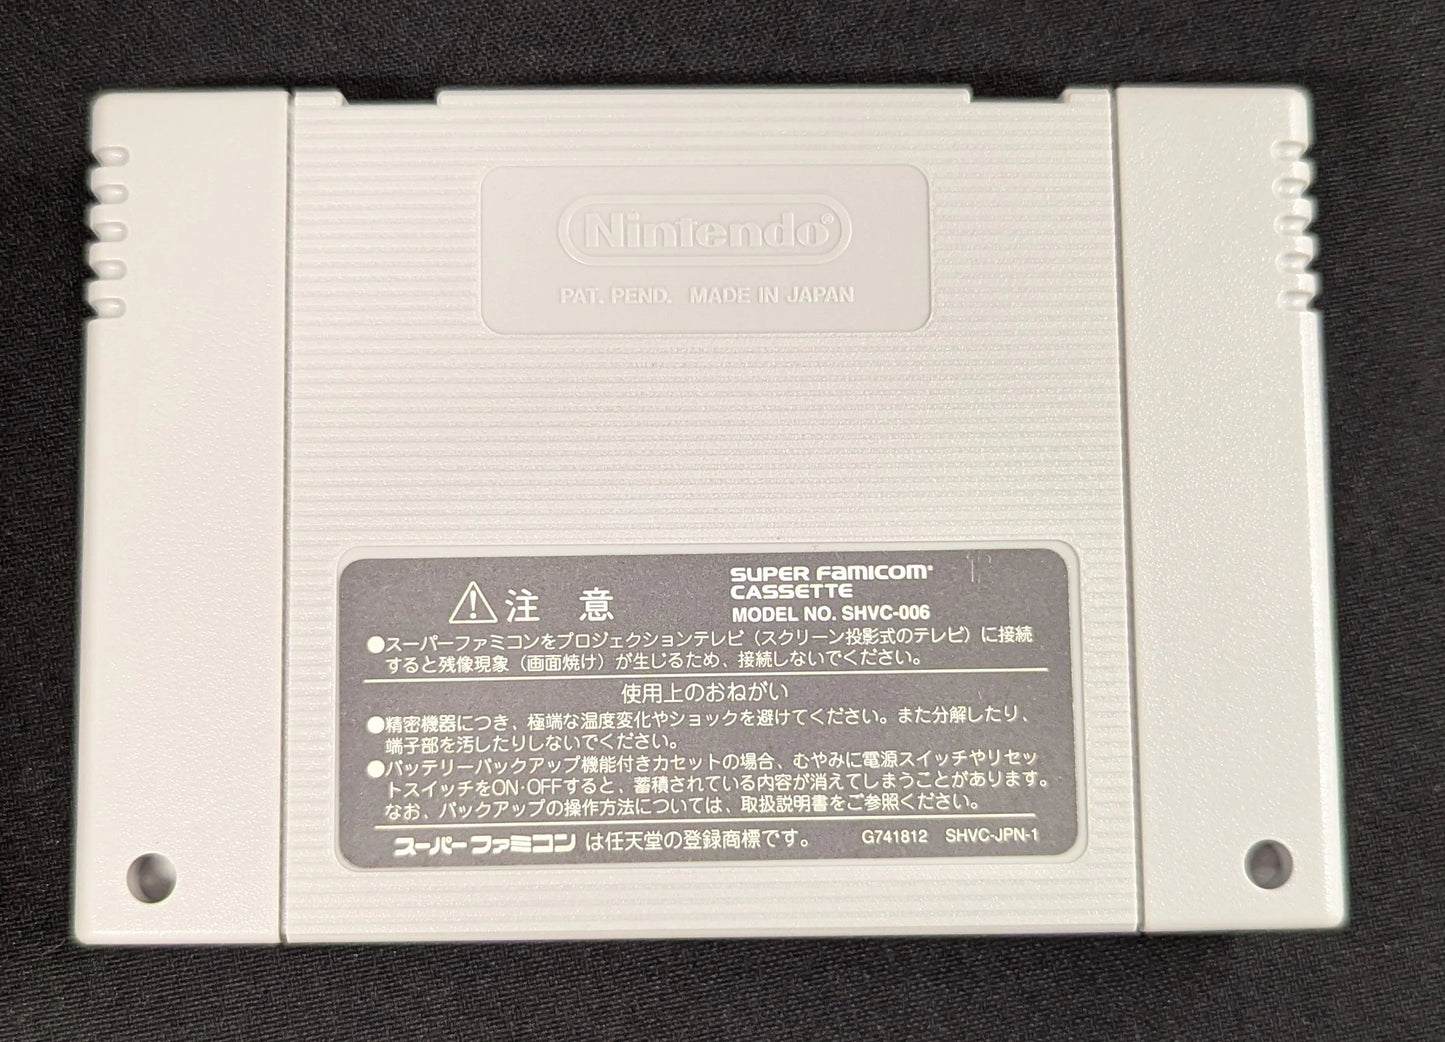 Nintendo®
PAT. PEND. MADE IN JAPAN
注 意
SUPER FAMICOM®
CASSETTE
MODEL NO. SHVC-006
●スーパーファミコンをプロジェクションテレビ（スクリーン投影式のテレビ）に接続
すると残像現象（画面焼け）が生じるため、接続しないでください。
使用上のおねがい
●精密機器につき、極端な温度変化やショックを避けてください。また分解したり、
端子部を汚したりしないでください。
●バッテリーバックアップ機能付きカセットの場合、むやみに電源スイッチやリセッ
トスイッチをON・OFFすると、蓄積されている内容が消えてしまうことがあります。
なお、バックアップの操作方法については、取扱説明書をご参照ください。
スーパーファミコン は任天堂の登録商標です。 G741812 SHVC-JPN-1